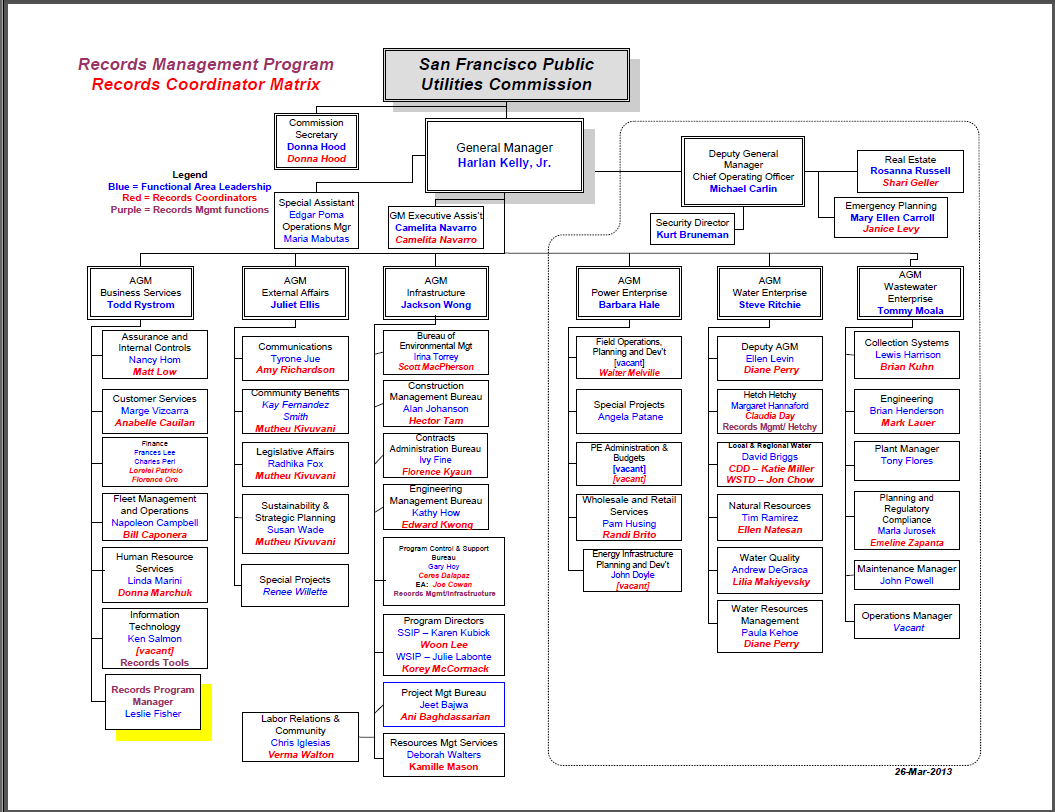 Records Management Program
Records Coordinator Matrix
San Francisco Public
Utilities Commission
Commission
Secretary
Donna Hood
Donna Hood
General Manager
Harlan Kelly, Jr.
Deputy General
Manager
Chief Operating Officer
Michael Carlin
Real Estate
Rosanna Russell
Shari Geller
Legend
Blue = Functional Area Leadership
Red = Records Coordinators
Purple = Records Mgmt functions
Special Assistant
Edgar Poma
Operations Mgr
Maria Mabutas
GM Executive Assis't
Camelita Navarro
Camelita Navarro
Security Director
Kurt Bruneman
Emergency Planning
Mary Ellen Carroll
Janice Levy
AGM
Business Services
Todd Rystrom
AGM
External Affairs
Juliet Ellis
AGM
Infrastructure
Jackson Wong
AGM
Power Enterprise
Barbara Hale
AGM
Water Enterprise
Steve Ritchie
AGM
Wastewater
Enterprise
Tommy Moala
Assurance and
Internal Controls
Nancy Hom
Matt Low
Customer Services
Marge Vizcarra
Anabelle Cauilan
Finance
Frances Lee
Charles Perl
Lorelei Patricio
Florence Oro
Fleet Management
and Operations
Napoleon Campbell
Bill Caponera
Human Resource
Services
Linda Marini
Donna Marchuk
Information
Technology
Ken Salmon
[vacant]
Records Tools
Records Program
Manager
Leslie Fisher
Communications
Tyrone Jue
Amy Richardson
Community Benefits
Kay Fernandez
Smith
Mutheu Kivuvani
Legislative Affairs
Radhika Fox
Mutheu Kivuvani
Sustainability &
Strategic Planning
Susan Wade
Mutheu Kivuvani
Special Projects
Renee Willette
Labor Relations &
Community
Chris Iglesias
Verma Walton
Bureau of
Environmental Mgt
Irina Torrey
Scott MacPherson
Construction
Management Bureau
Alan Johanson
Hector Tam
Contracts
Administration Bureau
Ivy Fine
Florence Kyaun
Engineering
Management Bureau
Kathy How
Edward Kwong
Program Control & Support
Bureau
Gary Hoy
Ceres Dalapaz
EA: Joe Cowan
Records Mgmt/Infrastructure
Program Directors
SSIP – Karen Kubick
Woon Lee
WSIP – Julie Labonte
Korey McCormack
Project Mgt Bureau
Jeet Bajwa
Ani Baghdassarian
Resources Mgt Services
Deborah Walters
Kamille Mason
Field Operations,
Planning and Dev't
[vacant]
Walter Melville
Special Projects
Angela Patane
PE Administration &
Budgets
[vacant]
[vacant]
Wholesale and Retail
Services
Pam Husing
Randi Brito
Energy Infrastructure
Planning and Dev't
John Doyle
[vacant]
Deputy AGM
Ellen Levin
Diane Perry
Hetch Hetchy
Margaret Hannaford
Claudia Day
Records Mgmt/ Hetchy
Local & Regional Water
David Briggs
CDD – Katie Miller
WSTD – Jon Chow
Natural Resources
Tim Ramirez
Ellen Natesan
Water Quality
Andrew DeGraca
Lilia Makiyevsky
Water Resources
Management
Paula Kehoe
Diane Perry
Collection Systems
Lewis Harrison
Brian Kuhn
Engineering
Brian Henderson
Mark Lauer
Plant Manager
Tony Flores
Planning and
Regulatory
Compliance
Marla Jurosek
Emeline Zapanta
Maintenance Manager
John Powell
Operations Manager
Vacant
26-Mar-2013